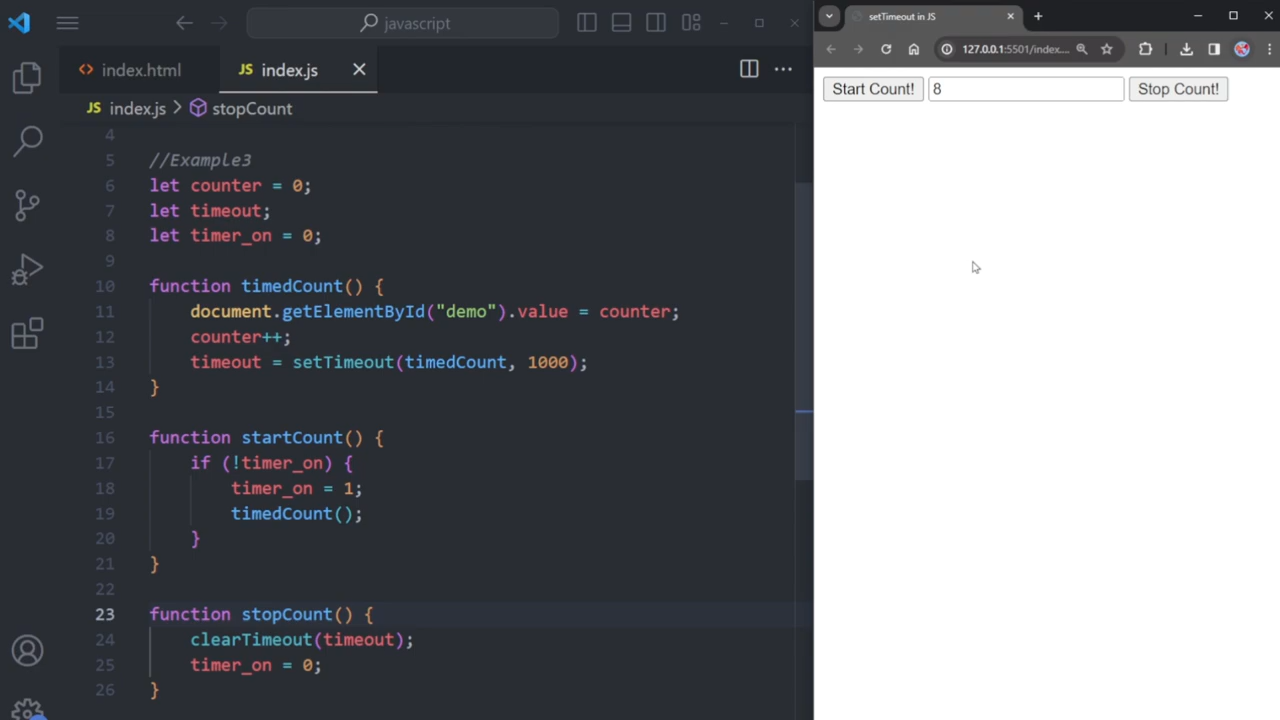 javascript
index.html
JS index.js
JS index.js > stopCount
4
5 //Example3
6 let counter = 0;
7 let timeout;
8 let timer_on = 0;
9
10 function timedCount() {
11 document.getElementById("demo").value = counter;
12 counter++;
13 timeout = setTimeout(timedCount, 1000);
14 }
15
16 function startCount() {
17 if (!timer_on) {
18 timer_on = 1;
19 timedCount();
20 }
21 }
22
23 function stopCount() {
24 clearTimeout(timeout);
25 timer_on = 0;
26 }
setTimeout in JS
127.0.0.1:5501/index....
Start Count! 8 Stop Count!